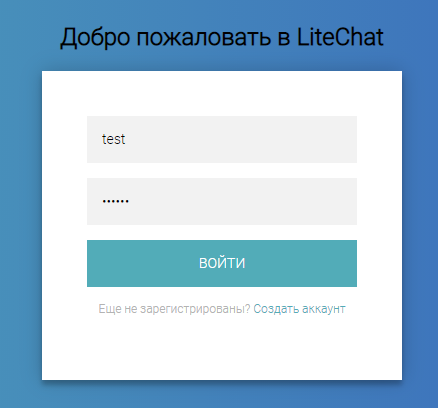 Добро пожаловать в LiteChat
test
••••••
ВОЙТИ
Еще не зарегистрированы? Создать аккаунт